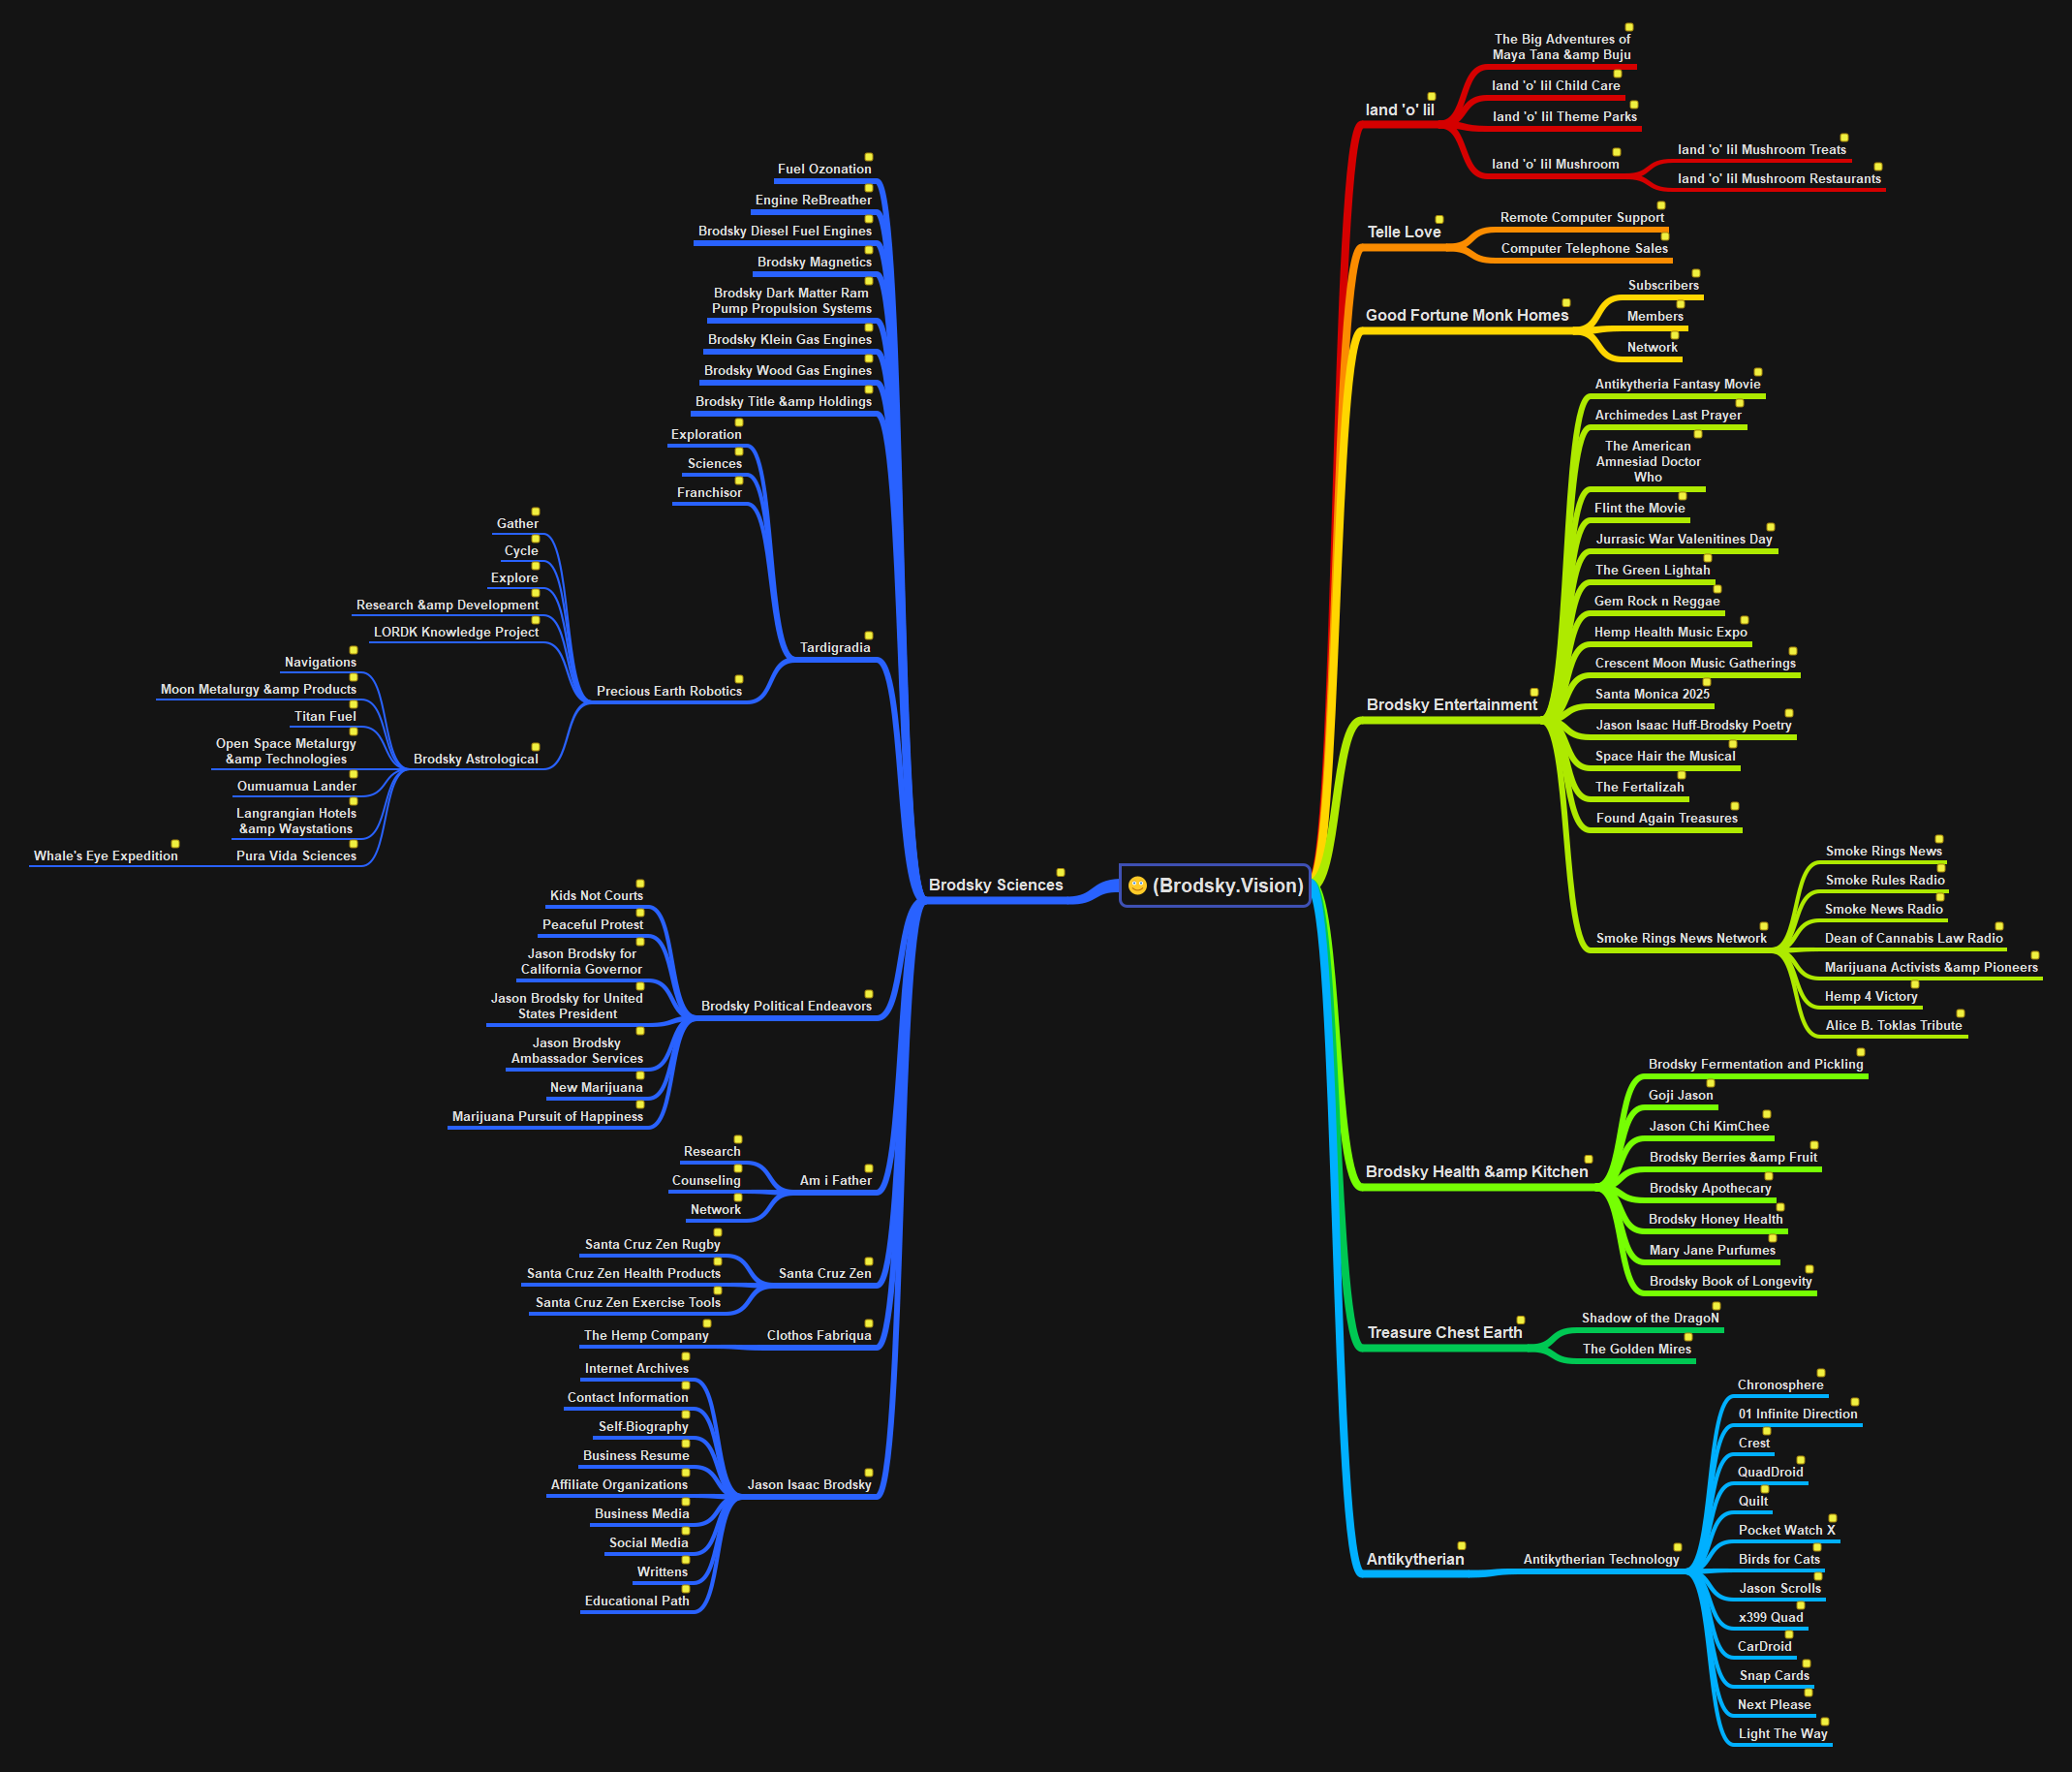 (Brodsky.Vision)
land 'o' lil
The Big Adventures of
Maya Tana &amp Buju
land 'o' lil Child Care
land 'o' lil Theme Parks
land 'o' lil Mushroom
land 'o' lil Mushroom Treats
land 'o' lil Mushroom Restaurants
Telle Love
Remote Computer Support
Computer Telephone Sales
Good Fortune Monk Homes
Subscribers
Members
Network
Brodsky Entertainment
Antikytheria Fantasy Movie
Archimedes Last Prayer
The American
Amnesiad Doctor
Who
Flint the Movie
Jurrasic War Valenitines Day
The Green Lightah
Gem Rock n Reggae
Hemp Health Music Expo
Crescent Moon Music Gatherings
Santa Monica 2025
Jason Isaac Huff-Brodsky Poetry
Space Hair the Musical
The Fertalizah
Found Again Treasures
Smoke Rings News Network
Smoke Rings News
Smoke Rules Radio
Smoke News Radio
Dean of Cannabis Law Radio
Marijuana Activists &amp Pioneers
Hemp 4 Victory
Alice B. Toklas Tribute
Brodsky Health &amp Kitchen
Brodsky Fermentation and Pickling
Goji Jason
Jason Chi KimChee
Brodsky Berries &amp Fruit
Brodsky Apothecary
Brodsky Honey Health
Mary Jane Purfumes
Brodsky Book of Longevity
Treasure Chest Earth
Shadow of the DragoN
The Golden Mires
Antikytherian
Antikytherian Technology
Chronosphere
01 Infinite Direction
Crest
QuadDroid
Quilt
Pocket Watch X
Birds for Cats
Jason Scrolls
x399 Quad
CarDroid
Snap Cards
Next Please
Light The Way
Brodsky Sciences
Fuel Ozonation
Engine ReBreather
Brodsky Diesel Fuel Engines
Brodsky Magnetics
Brodsky Dark Matter Ram
Pump Propulsion Systems
Brodsky Klein Gas Engines
Brodsky Wood Gas Engines
Brodsky Title &amp Holdings
Tardigradia
Exploration
Sciences
Franchisor
Precious Earth Robotics
Gather
Cycle
Explore
Research &amp Development
LORDK Knowledge Project
Brodsky Astrological
Navigations
Moon Metalurgy &amp Products
Titan Fuel
Open Space Metalurgy
&amp Technologies
Oumuamua Lander
Langrangian Hotels
&amp Waystations
Pura Vida Sciences
Whale's Eye Expedition
Brodsky Political Endeavors
Kids Not Courts
Peaceful Protest
Jason Brodsky for
California Governor
Jason Brodsky for United
States President
Jason Brodsky
Ambassador Services
New Marijuana
Marijuana Pursuit of Happiness
Am i Father
Research
Counseling
Network
Santa Cruz Zen
Santa Cruz Zen Rugby
Santa Cruz Zen Health Products
Santa Cruz Zen Exercise Tools
Clothos Fabriqua
The Hemp Company
Jason Isaac Brodsky
Internet Archives
Contact Information
Self-Biography
Business Resume
Affiliate Organizations
Business Media
Social Media
Writtens
Educational Path